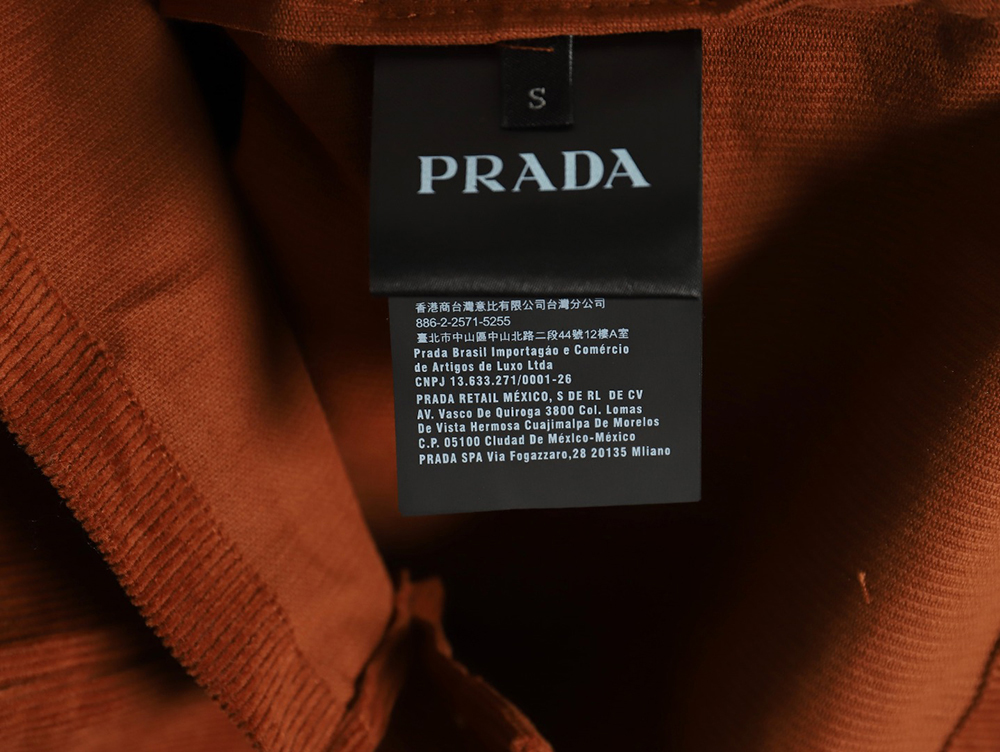 S
PRADA
香港商台灣意比有限公司台灣分公司
886-2-2571-5255
臺北市中山區中山北路二段44號12樓A室
Prada Brasil Importagáo e Comércio
de Artigos de Luxo Ltda
CNPJ 13.633.271/0001-26
PRADA RETAIL MÉXICO, S DE RL DE CV
AV. Vasco De Quiroga 3800 Col. Lomas
De Vista Hermosa Cuajimalpa De Morelos
C.P. 05100 Cludad De Méxlco-México
PRADA SPA Via Fogazzaro,28 20135 Mliano